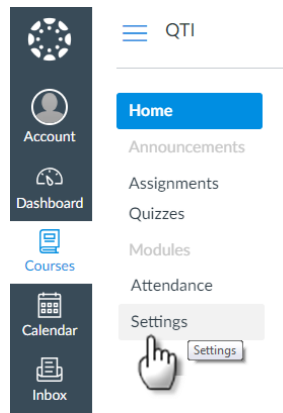 QTI
Account
Dashboard
Courses
Calendar
Inbox
Home
Announcements
Assignments
Quizzes
Modules
Attendance
Settings
Settings